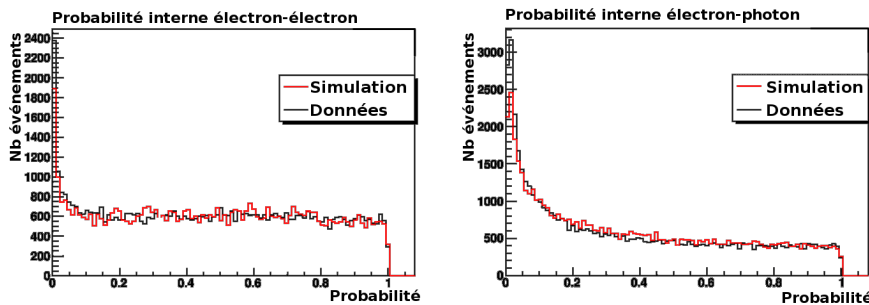 Probabilité interne électron-électron
Nb événements
2400
2200
2000
1800
1600
1400
1200
1000
800
600
400
200
0
Simulation
Données
0 0.2 0.4 0.6 0.8 1
Probabilité
Probabilité interne électron-photon
Nb événements
3000
2500
2000
1500
1000
500
0
Simulation
Données
0 0.2 0.4 0.6 0.8 1
Probabilité